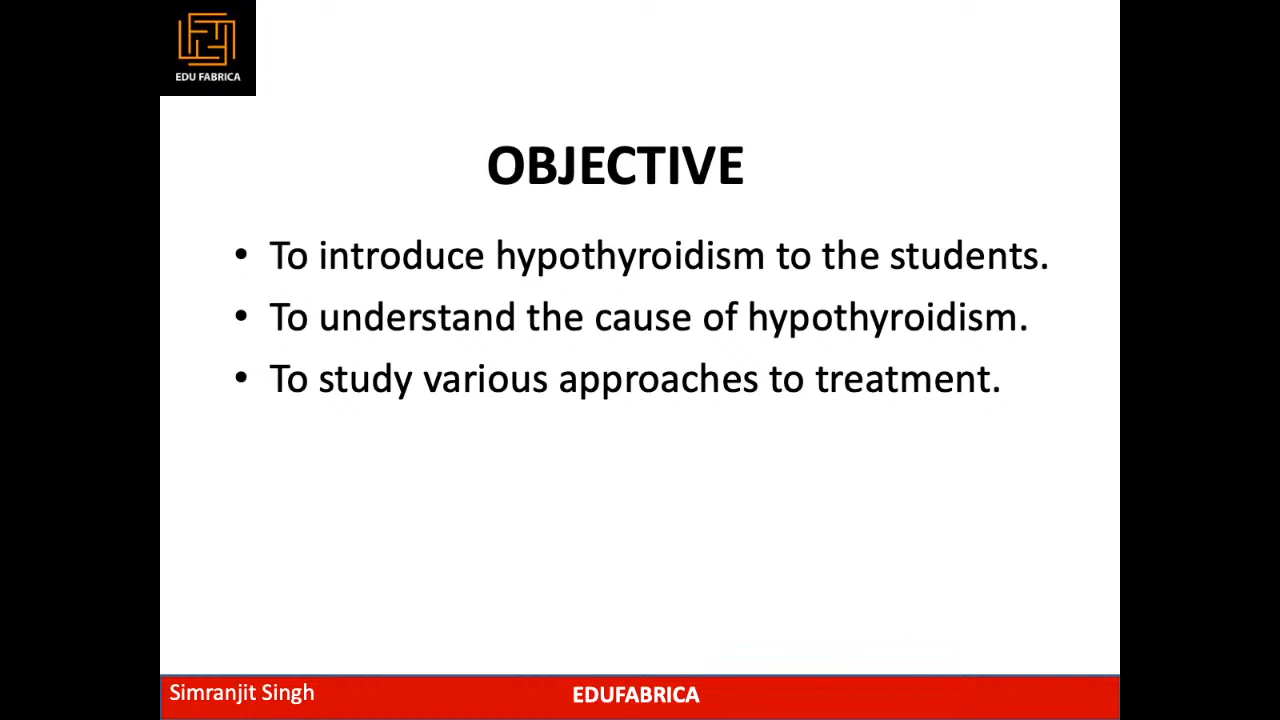 EDU FABRICA
OBJECTIVE
• To introduce hypothyroidism to the students.
• To understand the cause of hypothyroidism.
• To study various approaches to treatment.
Simranjit Singh
EDUFABRICA